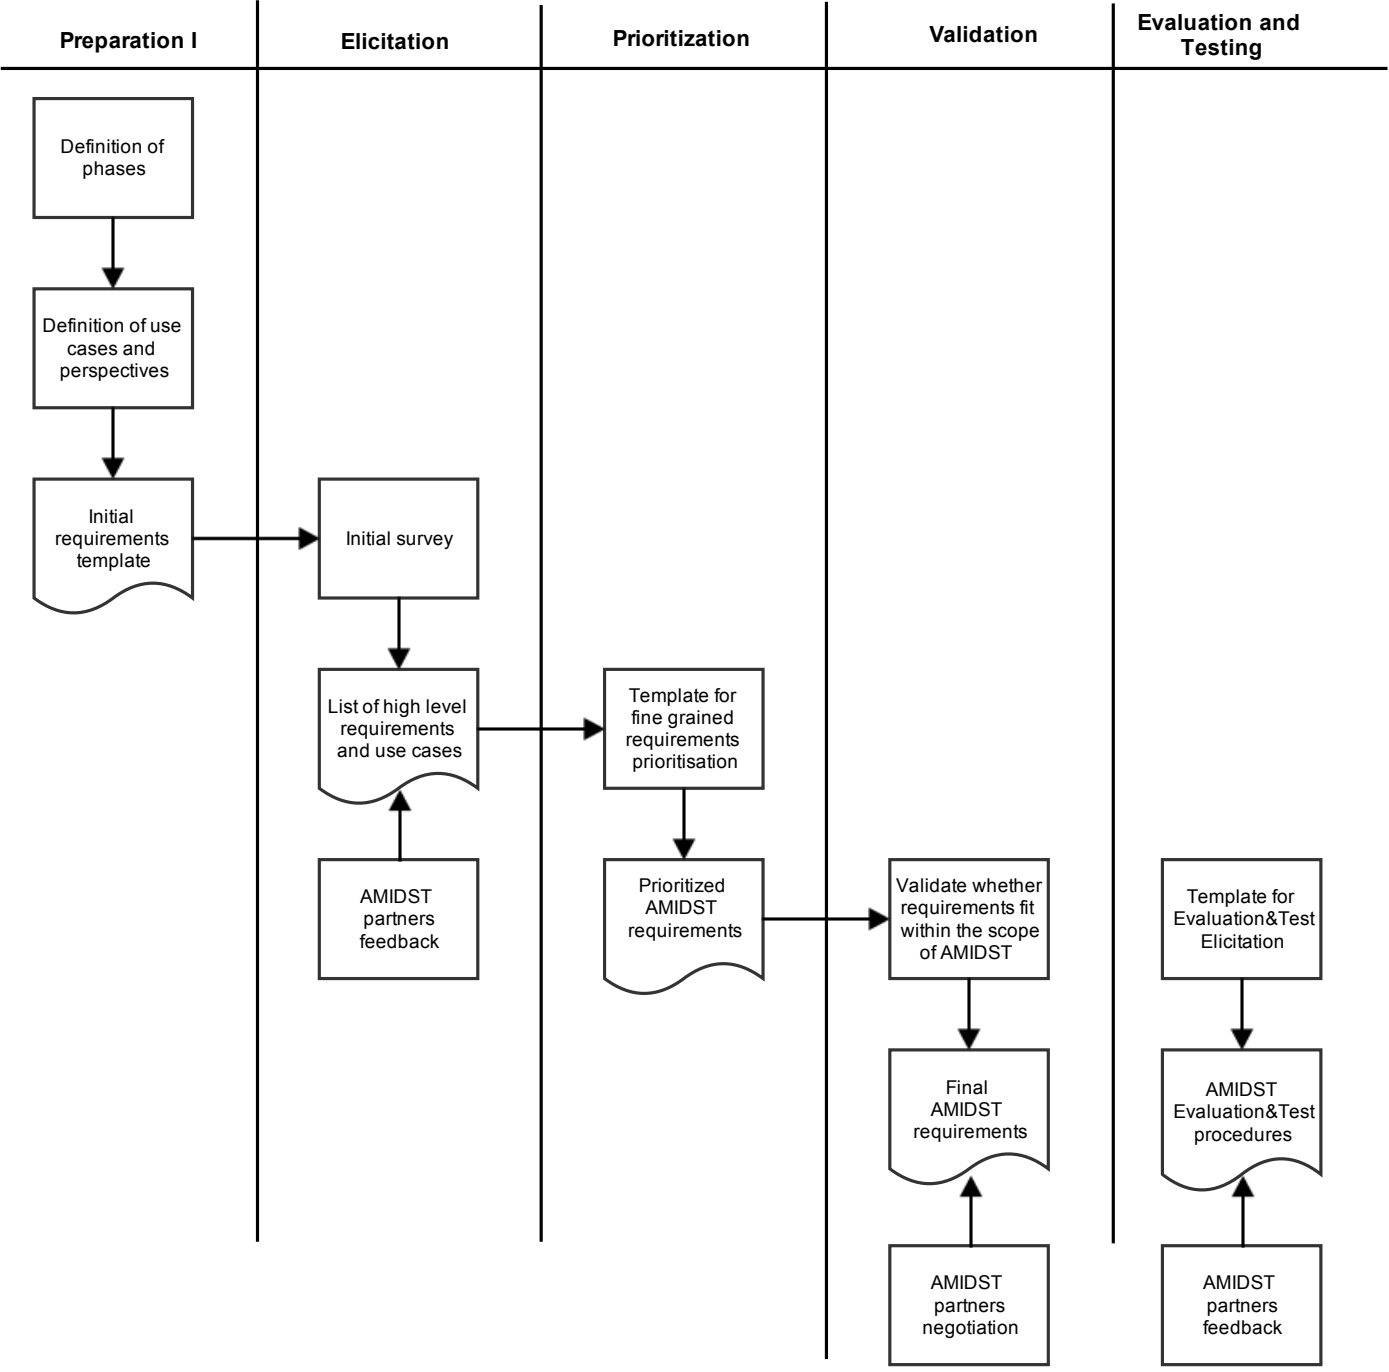 Preparation I
Elicitation
Prioritization
Validation
Evaluation and
Testing
Definition of
phases
Definition of use
cases and
perspectives
Initial
requirements
template
Initial survey
List of high level
requirements
and use cases
AMIDST
partners
feedback
Template for
fine grained
requirements
prioritisation
Prioritized
AMIDST
requirements
Validate whether
requirements fit
within the scope
of AMIDST
Final
AMIDST
requirements
AMIDST
partners
negotiation
Template for
Evaluation&Test
Elicitation
AMIDST
Evaluation&Test
procedures
AMIDST
partners
feedback